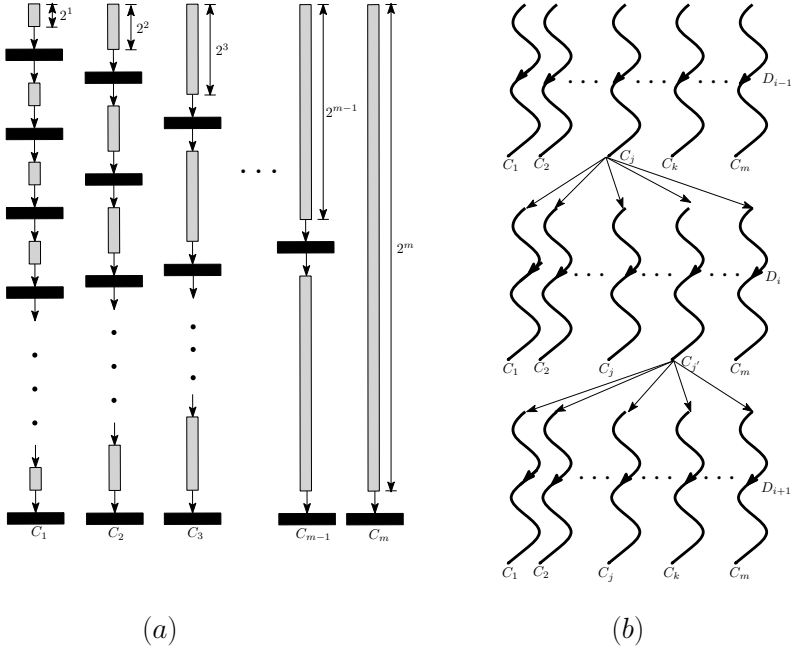 2^1
2^2
2^3
2^{m-1}
2^m
. . .
C_1
C_2
C_3
C_{m-1}
C_m
(a)
D_{i-1}
C_1 C_2 C_j C_k C_m
D_i
C_1 C_2 C_j C_{j'} C_m
D_{i+1}
C_1 C_2 C_j C_k C_m
(b)